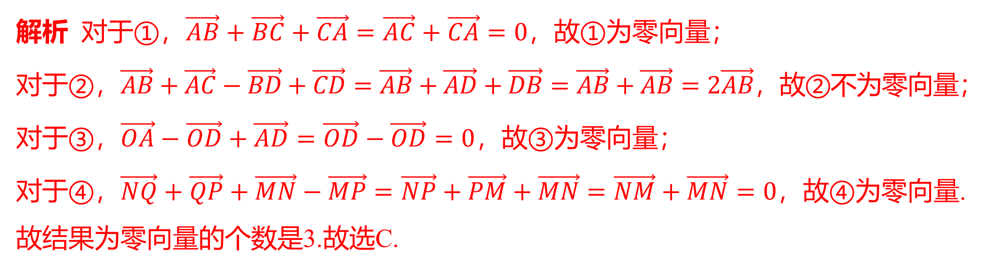 解析 对于①，$\overrightarrow{AB}+\overrightarrow{BC}+\overrightarrow{CA}=\overrightarrow{AC}+\overrightarrow{CA}=0$，故①为零向量；
对于②，$\overrightarrow{AB}+\overrightarrow{AC}-\overrightarrow{BD}+\overrightarrow{CD}=\overrightarrow{AB}+\overrightarrow{AD}+\overrightarrow{DB}=\overrightarrow{AB}+\overrightarrow{AB}=2\overrightarrow{AB}$，故②不为零向量；
对于③，$\overrightarrow{OA}-\overrightarrow{OD}+\overrightarrow{AD}=\overrightarrow{OD}-\overrightarrow{OD}=0$，故③为零向量；
对于④，$\overrightarrow{NQ}+\overrightarrow{QP}+\overrightarrow{MN}-\overrightarrow{MP}=\overrightarrow{NP}+\overrightarrow{PM}+\overrightarrow{MN}=\overrightarrow{NM}+\overrightarrow{MN}=0$，故④为零向量.
故结果为零向量的个数是3.故选C.